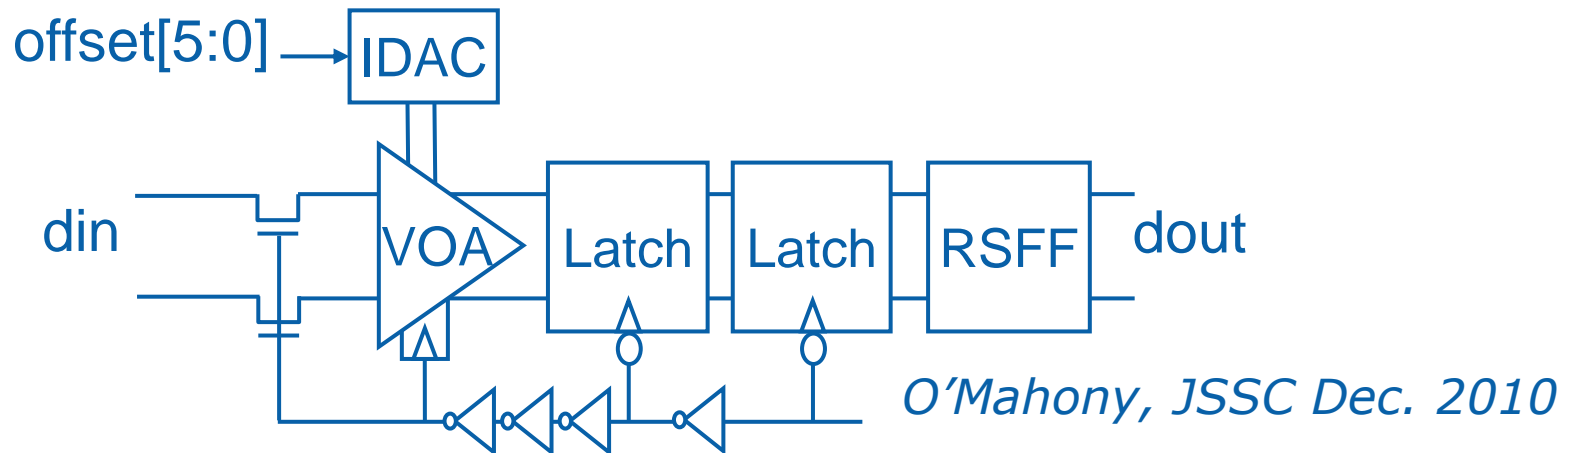 offset[5:0]
IDAC
din
VOA
Latch
Latch
RSFF
dout
O'Mahony, JSSC Dec. 2010